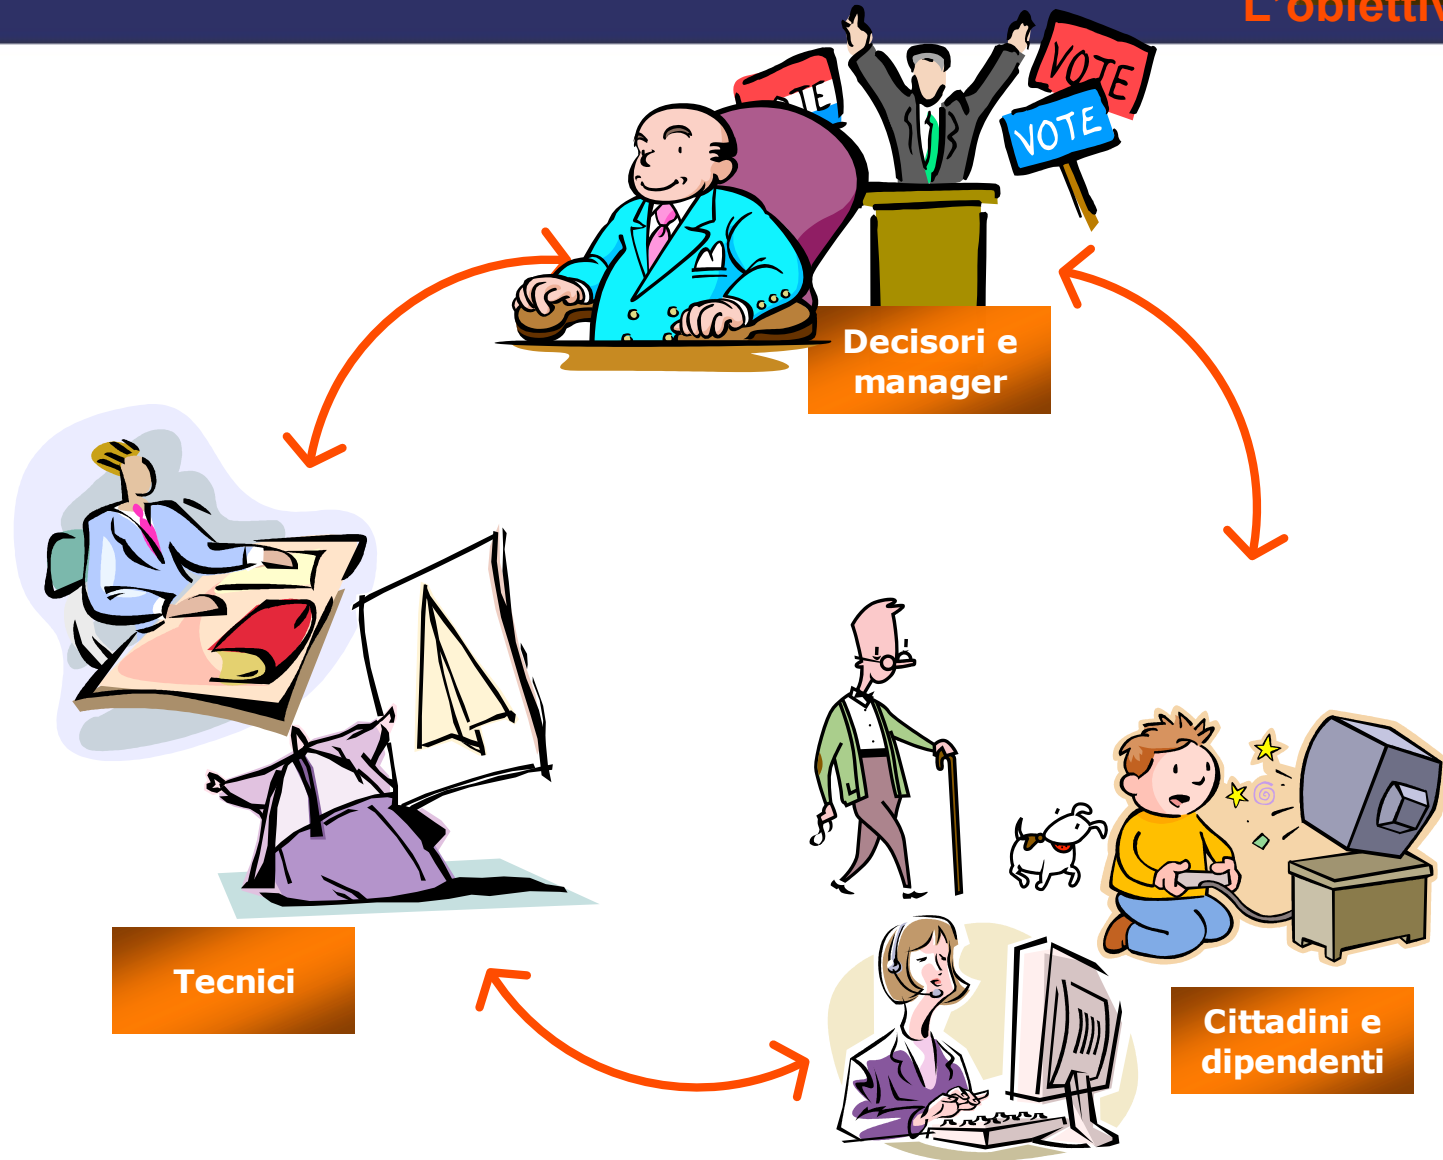 VOTE
VOTE
Decisori e
manager
Tecnici
Cittadini e
dipendenti